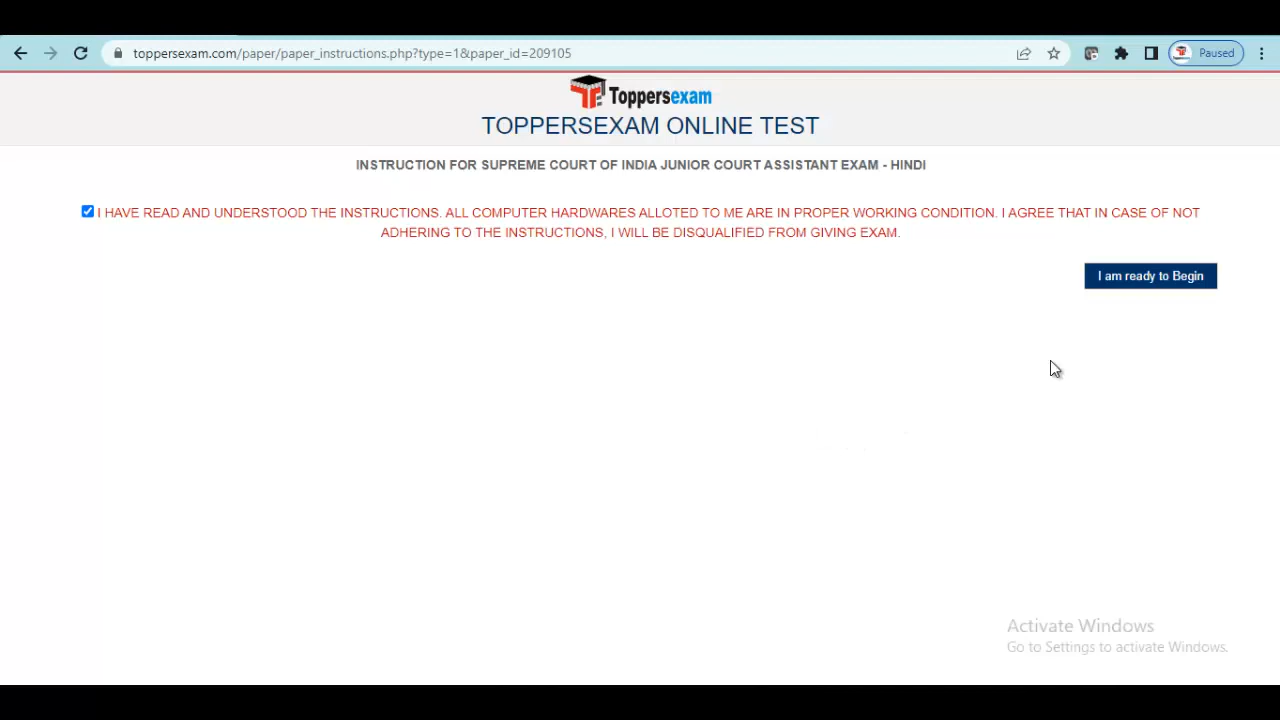 toppersexam.com/paper/paper_instructions.php?type=1&paper_id=209105
Paused
Toppersexam
TOPPERSEXAM ONLINE TEST
INSTRUCTION FOR SUPREME COURT OF INDIA JUNIOR COURT ASSISTANT EXAM - HINDI
I HAVE READ AND UNDERSTOOD THE INSTRUCTIONS. ALL COMPUTER HARDWARES ALLOTED TO ME ARE IN PROPER WORKING CONDITION. I AGREE THAT IN CASE OF NOT
ADHERING TO THE INSTRUCTIONS, I WILL BE DISQUALIFIED FROM GIVING EXAM.
I am ready to Begin
Activate Windows
Go to Settings to activate Windows.